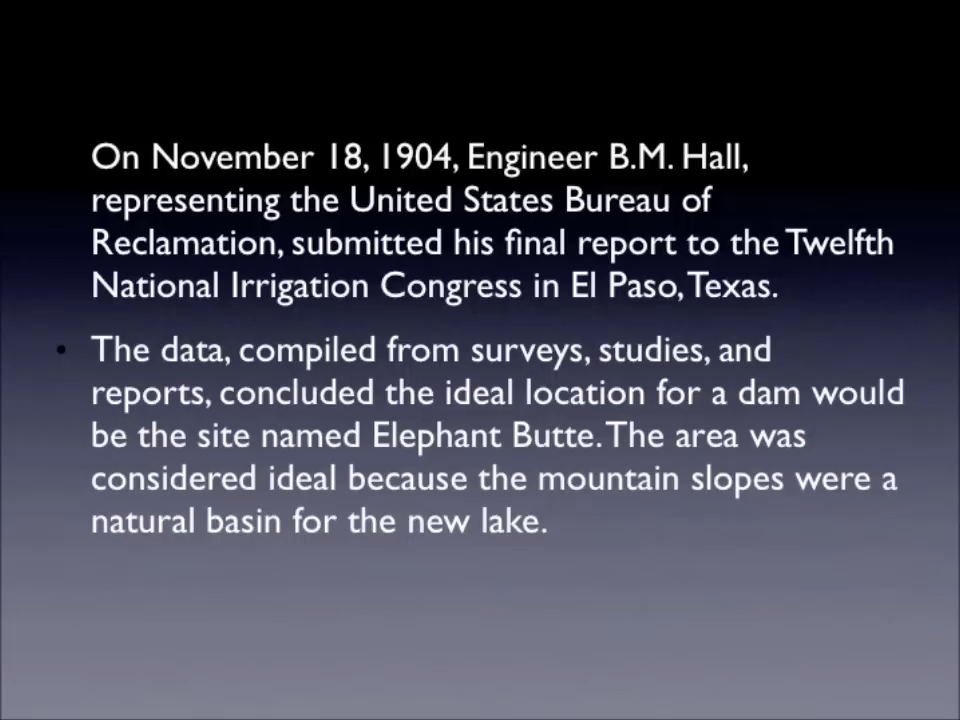 On November 18, 1904, Engineer B.M. Hall,
representing the United States Bureau of
Reclamation, submitted his final report to the Twelfth
National Irrigation Congress in El Paso, Texas.
• The data, compiled from surveys, studies, and
reports, concluded the ideal location for a dam would
be the site named Elephant Butte. The area was
considered ideal because the mountain slopes were a
natural basin for the new lake.